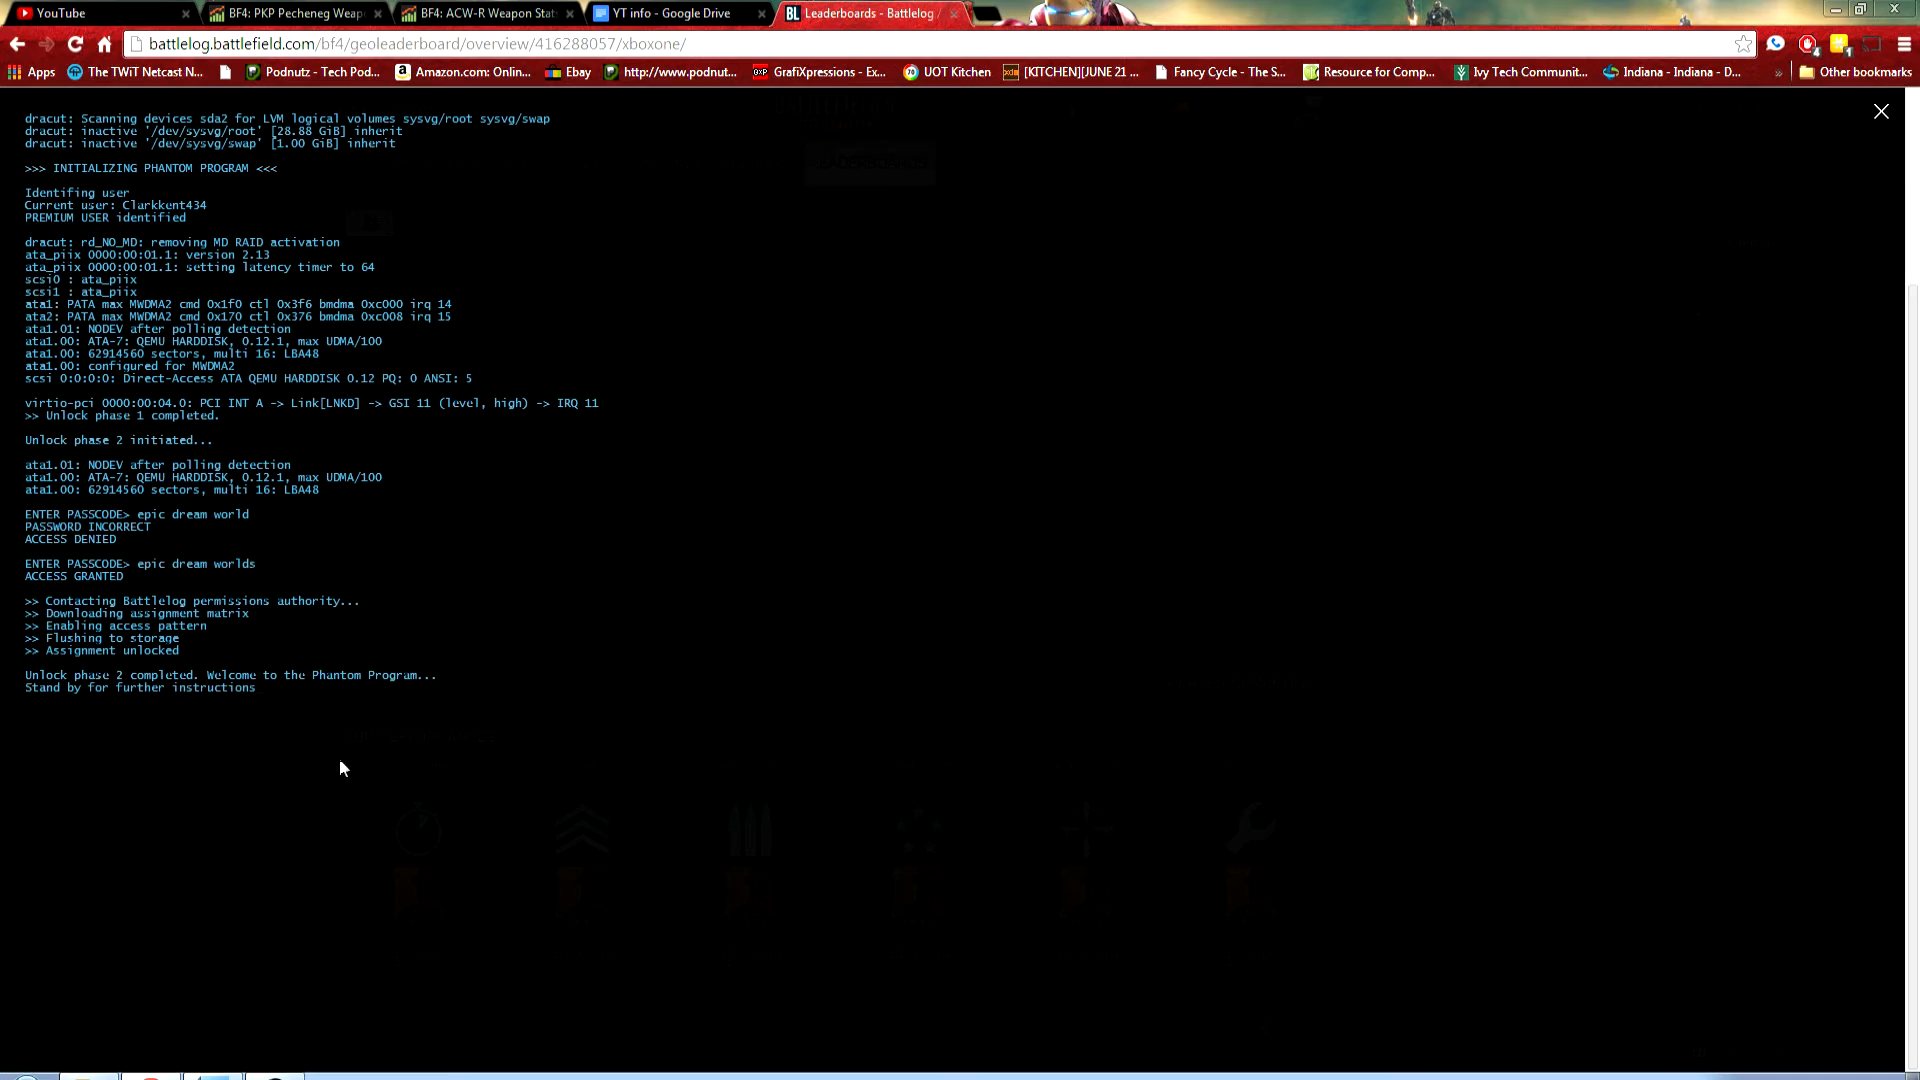 YouTube
BF4: PKP Pecheneg Weap
BF4: ACW-R Weapon Stat
YT info - Google Drive
BL Leaderboards - Battlelog /
battlelog.battlefield.com/bf4/geoleaderboard/overview/416288057/xboxone/
4
1
Apps
The TWiT Netcast N...
Podnutz - Tech Pod...
Amazon.com: Onlin...
Ebay
http://www.podnut...
GrafiXpressions - Ex...
UOT Kitchen
[KITCHEN][JUNE 21 ...
Fancy Cycle - The S...
Resource for Comp...
Ivy Tech Communit...
Indiana - Indiana - D...
»
Other bookmarks
dracut: Scanning devices sda2 for LVM logical volumes sysvg/root sysvg/swap
dracut: inactive '/dev/sysvg/root' [28.88 GiB] inherit
dracut: inactive '/dev/sysvg/swap' [1.00 GiB] inherit
>>> INITIALIZING PHANTOM PROGRAM <<<
Identifing user
Current user: Clarkkent434
PREMIUM USER identified
dracut: rd_NO_MD: removing MD RAID activation
ata_piix 0000:00:01.1: version 2.13
ata_piix 0000:00:01.1: setting latency timer to 64
scsi0 : ata_piix
scsi1 : ata_piix
ata1: PATA max MWDMA2 cmd 0x1f0 ctl 0x3f6 bmdma 0xc000 irq 14
ata2: PATA max MWDMA2 cmd 0x170 ctl 0x376 bmdma 0xc008 irq 15
ata1.01: NODEV after polling detection
ata1.00: ATA-7: QEMU HARDDISK, 0.12.1, max UDMA/100
ata1.00: 62914560 sectors, multi 16: LBA48
ata1.00: configured for MWDMA2
scsi 0:0:0:0: Direct-Access ATA QEMU HARDDISK 0.12 PQ: 0 ANSI: 5
virtio-pci 0000:00:04.0: PCI INT A -> Link[LNKD] -> GSI 11 (level, high) -> IRQ 11
>> Unlock phase 1 completed.
Unlock phase 2 initiated...
ata1.01: NODEV after polling detection
ata1.00: ATA-7: QEMU HARDDISK, 0.12.1, max UDMA/100
ata1.00: 62914560 sectors, multi 16: LBA48
ENTER PASSCODE> epic dream world
PASSWORD INCORRECT
ACCESS DENIED
ENTER PASSCODE> epic dream worlds
ACCESS GRANTED
>> Contacting Battlelog permissions authority...
>> Downloading assignment matrix
>> Enabling access pattern
>> Flushing to storage
>> Assignment unlocked
Unlock phase 2 completed. Welcome to the Phantom Program...
Stand by for further instructions